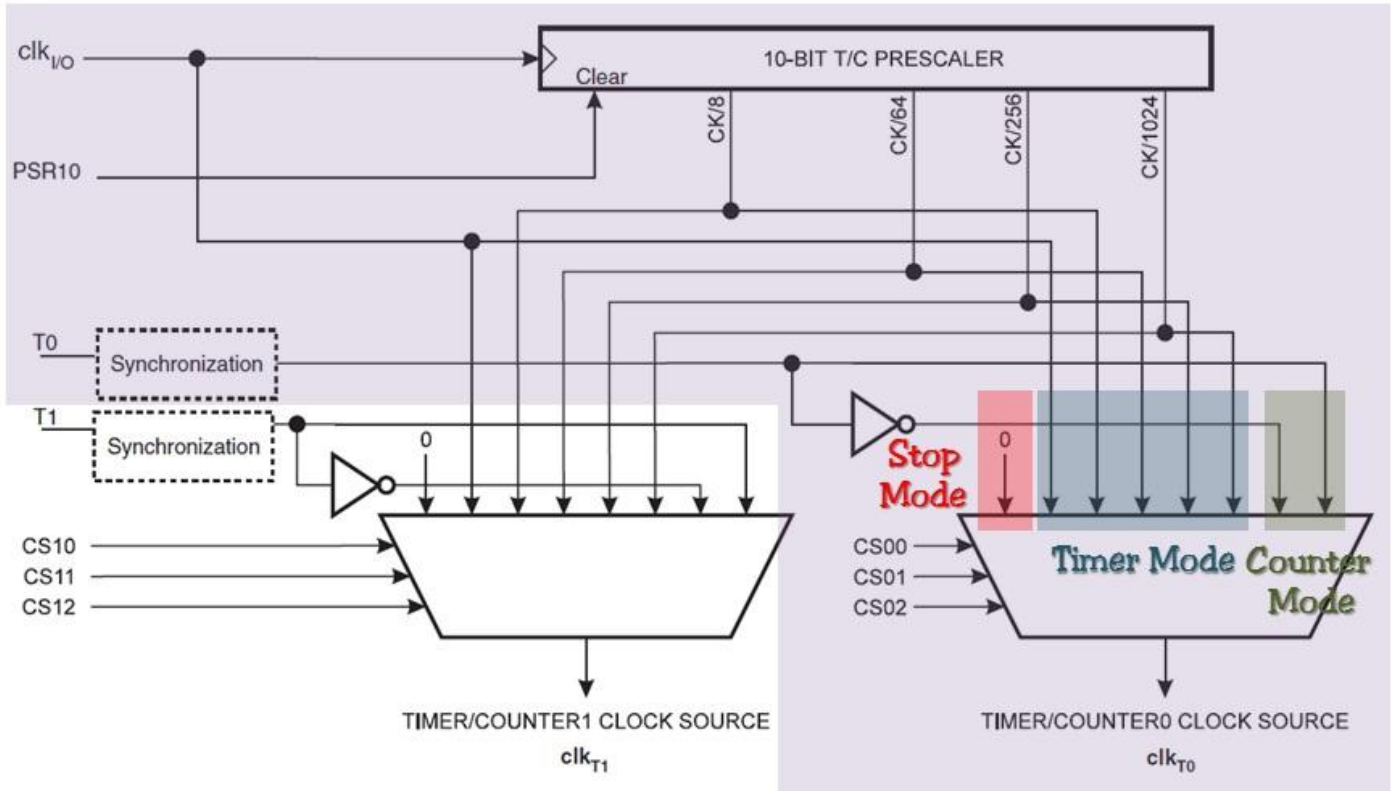 clkI/O
10-BIT T/C PRESCALER
Clear
CK/8
CK/64
CK/256
CK/1024
PSR10
T0
Synchronization
T1
Synchronization
0
0
Stop
Mode
CS10
CS11
CS12
CS00
CS01
CS02
Timer Mode
Counter
Mode
TIMER/COUNTER1 CLOCK SOURCE
clkT1
TIMER/COUNTER0 CLOCK SOURCE
clkT0